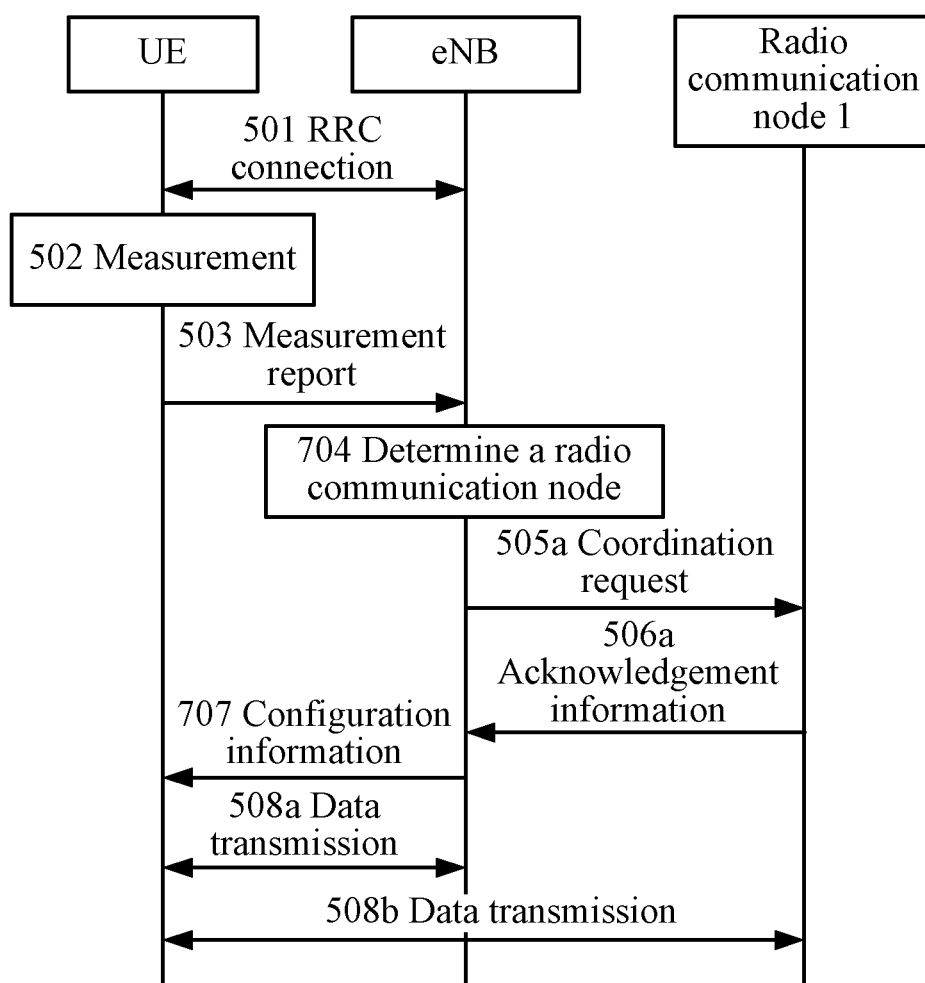 UE
eNB
Radio
communication
node 1
501 RRC
connection
502 Measurement
503 Measurement
report
704 Determine a radio
communication node
505a Coordination
request
506a
Acknowledgement
information
707 Configuration
information
508a Data
transmission
508b Data transmission